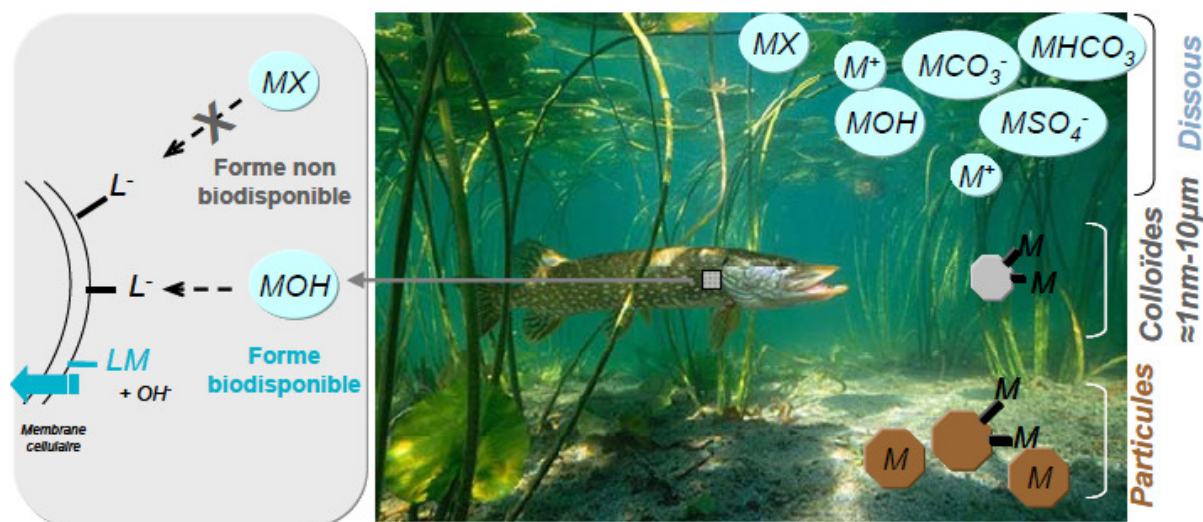 MX
Forme non
biodisponible
L⁻
L⁻
MOH
LM
+ OH⁻
Forme
biodisponible
Membrane
cellulaire
MX
M⁺
MCO₃⁻
MHCO₃
MOH
MSO₄⁻
M⁺
M
M
M
M
M
M
Dissous
Colloïdes
≈1nm-10µm
Particules